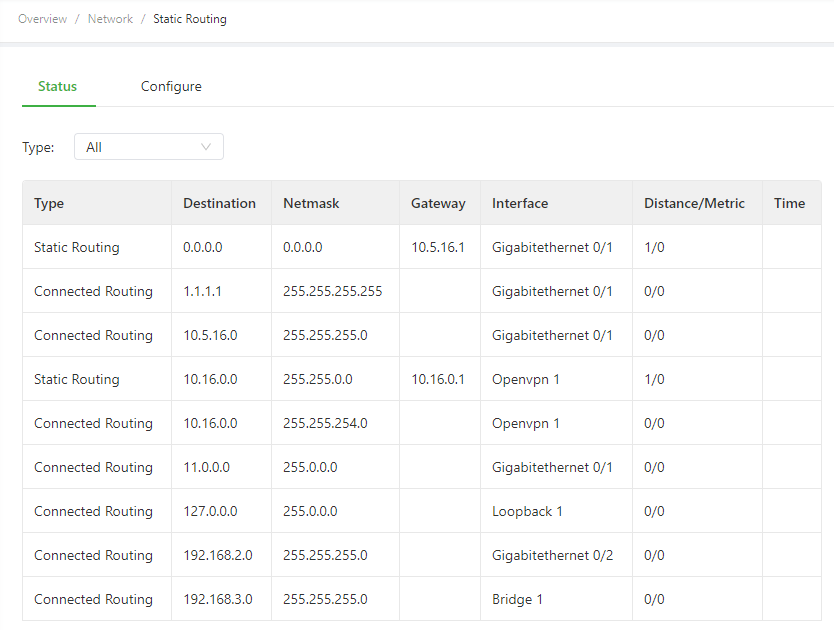 Overview / Network / Static Routing
Status Configure
Type: All
Type Destination Netmask Gateway Interface Distance/Metric Time
Static Routing 0.0.0.0 0.0.0.0 10.5.16.1 Gigabitethernet 0/1 1/0
Connected Routing 1.1.1.1 255.255.255.255 Gigabitethernet 0/1 0/0
Connected Routing 10.5.16.0 255.255.255.0 Gigabitethernet 0/1 0/0
Static Routing 10.16.0.0 255.255.0.0 10.16.0.1 Openvpn 1 1/0
Connected Routing 10.16.0.0 255.255.254.0 Openvpn 1 0/0
Connected Routing 11.0.0.0 255.0.0.0 Gigabitethernet 0/1 0/0
Connected Routing 127.0.0.0 255.0.0.0 Loopback 1 0/0
Connected Routing 192.168.2.0 255.255.255.0 Gigabitethernet 0/2 0/0
Connected Routing 192.168.3.0 255.255.255.0 Bridge 1 0/0